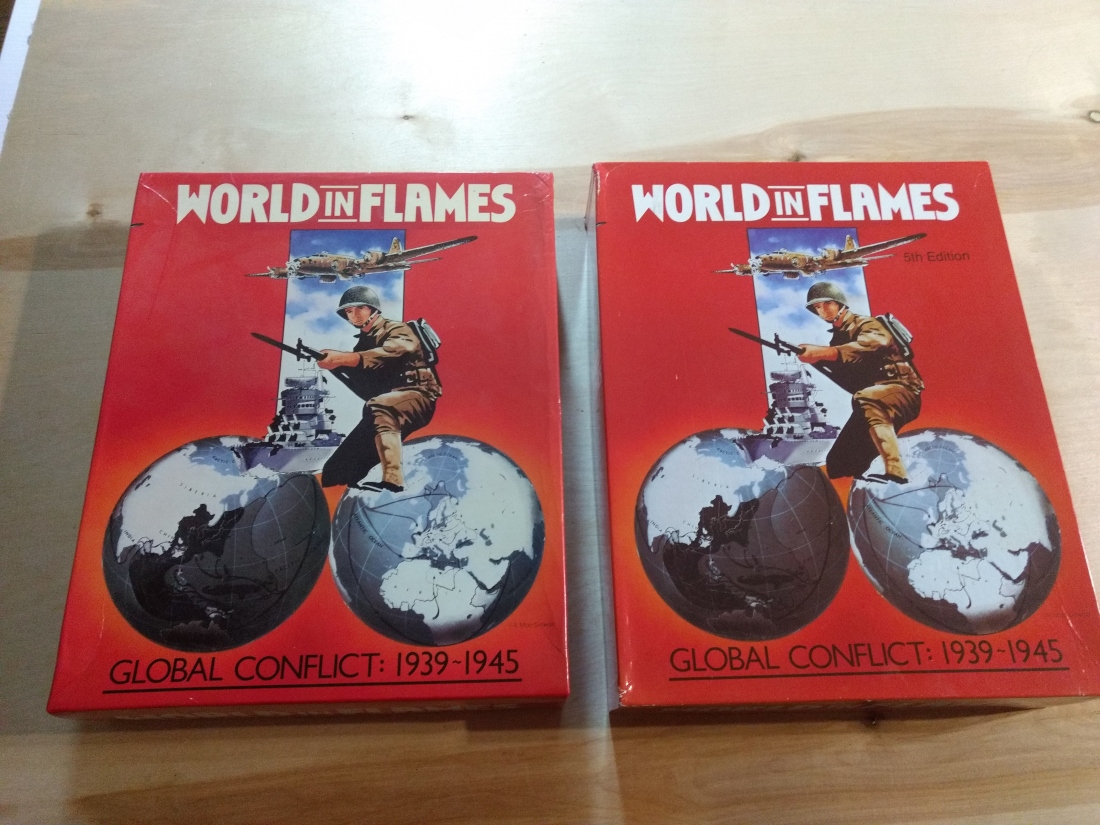 WORLD IN FLAMES
GLOBAL CONFLICT: 1939-1945
WORLD IN FLAMES
5th Edition
GLOBAL CONFLICT: 1939-1945